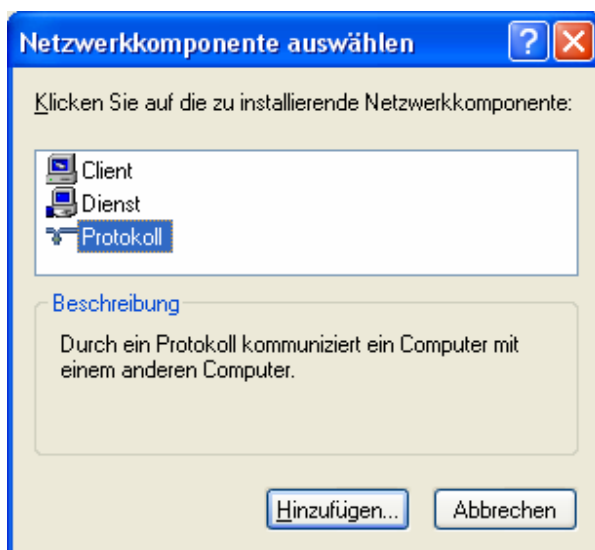 Netzwerkkomponente auswählen
Klicken Sie auf die zu installierende Netzwerkkomponente:
Client
Dienst
Protokoll
Beschreibung
Durch ein Protokoll kommuniziert ein Computer mit
einem anderen Computer.
Hinzufügen... Abbrechen